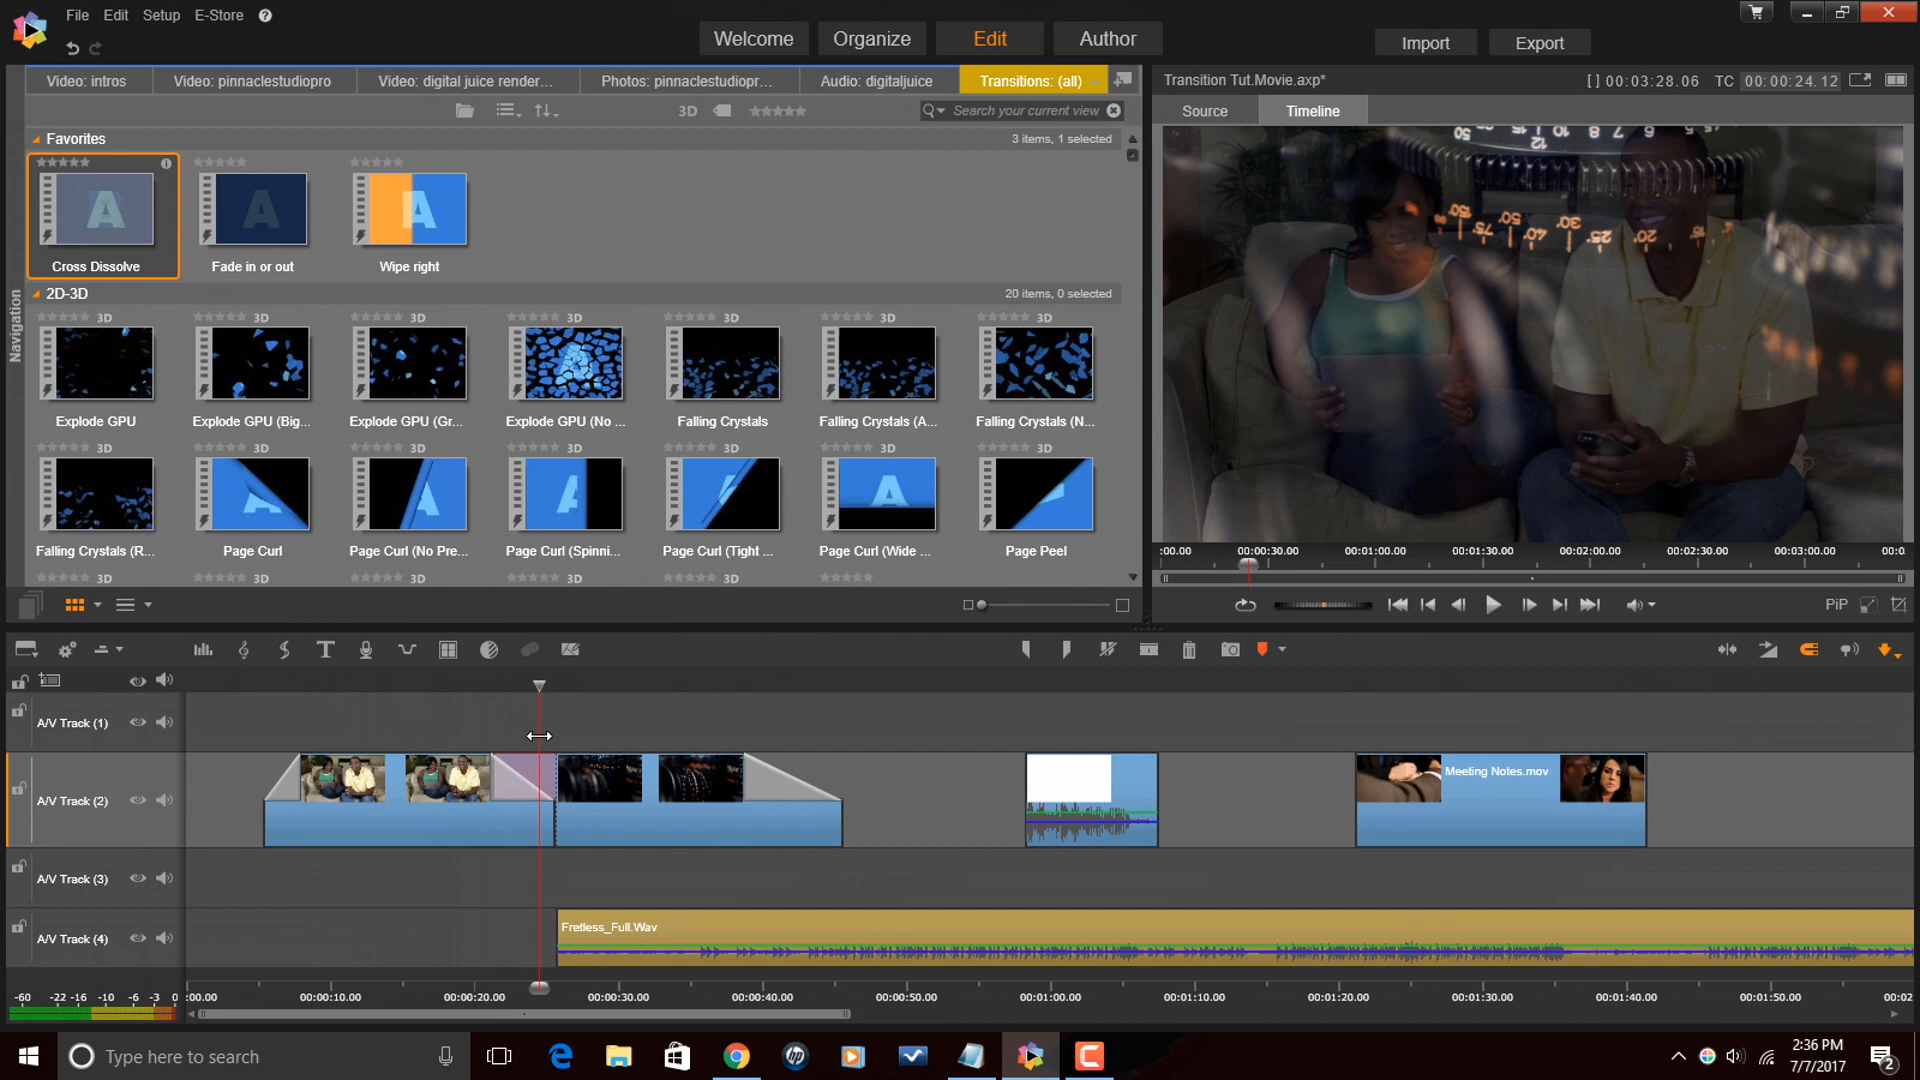 File Edit Setup E-Store ?
Welcome Organize Edit Author
Import Export
Video: intros
Video: pinnaclestudiopro
Video: digital juice render...
Photos: pinnaclestudiopr...
Audio: digitaljuice
Transitions: (all)
3D
Search your current view
Favorites
3 items, 1 selected
Cross Dissolve
Fade in or out
Wipe right
2D-3D
20 items, 0 selected
3D 3D 3D 3D 3D 3D 3D
Explode GPU
Explode GPU (Big...
Explode GPU (Gr...
Explode GPU (No ...
Falling Crystals
Falling Crystals (A...
Falling Crystals (N...
3D 3D 3D 3D 3D 3D 3D
Falling Crystals (R...
Page Curl
Page Curl (No Pre...
Page Curl (Spinni...
Page Curl (Tight ...
Page Curl (Wide ...
Page Peel
3D 3D 3D 3D 3D
Navigation
Transition Tut.Movie.axp*
[ ] 00:03:28.06 TC 00:00:24.12
Source Timeline
:00.00 00:00:30.00 00:01:00.00 00:01:30.00 00:02:00.00 00:02:30.00 00:03:00.00 00:0
PiP
A/V Track (1)
A/V Track (2)
Meeting Notes.mov
A/V Track (3)
A/V Track (4)
Fretless_Full.Wav
-60 -22 -16 -10 -6 -3 0
:00.00 00:00:10.00 00:00:20.00 00:00:30.00 00:00:40.00 00:00:50.00 00:01:00.00 00:01:10.00 00:01:20.00 00:01:30.00 00:01:40.00 00:01:50.00 00:02
Type here to search
hp
2:36 PM
7/7/2017
2